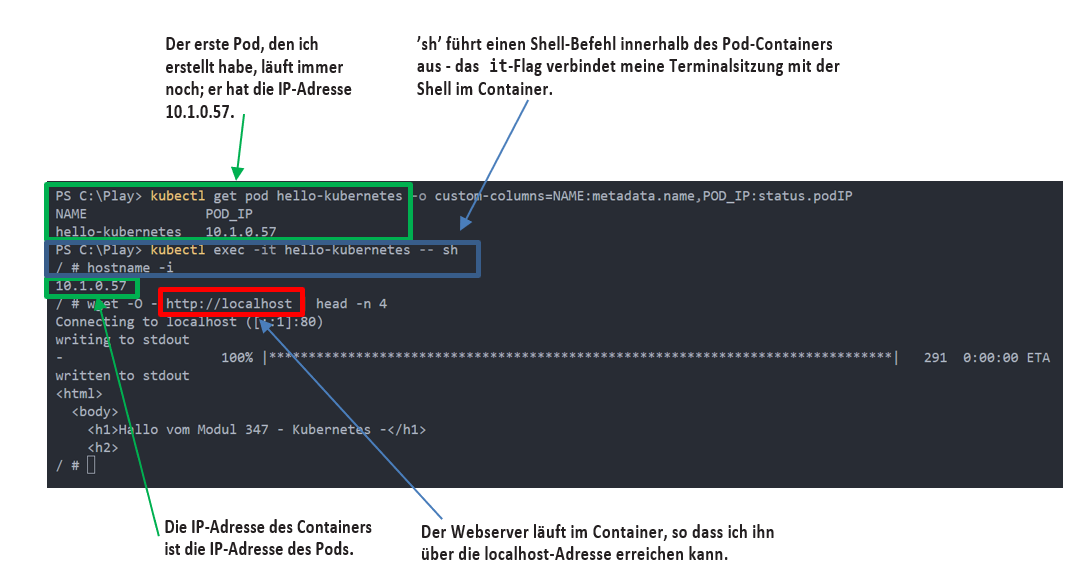 Der erste Pod, den ich
erstellt habe, läuft immer
noch; er hat die IP-Adresse
10.1.0.57.
’sh’ führt einen Shell-Befehl innerhalb des Pod-Containers
aus - das it-Flag verbindet meine Terminalsitzung mit der
Shell im Container.
PS C:\Play> kubectl get pod hello-kubernetes -o custom-columns=NAME:metadata.name,POD_IP:status.podIP
NAME POD_IP
hello-kubernetes 10.1.0.57
PS C:\Play> kubectl exec -it hello-kubernetes -- sh
/ # hostname -i
10.1.0.57
/ # wget -O - http://localhost head -n 4
Connecting to localhost ([::1]:80)
writing to stdout
- 100% |********************************************************************************| 291 0:00:00 ETA
written to stdout
<html>
<body>
<h1>Hallo vom Modul 347 - Kubernetes -</h1>
<h2>
/ #
Die IP-Adresse des Containers
ist die IP-Adresse des Pods.
Der Webserver läuft im Container, so dass ich ihn
über die localhost-Adresse erreichen kann.